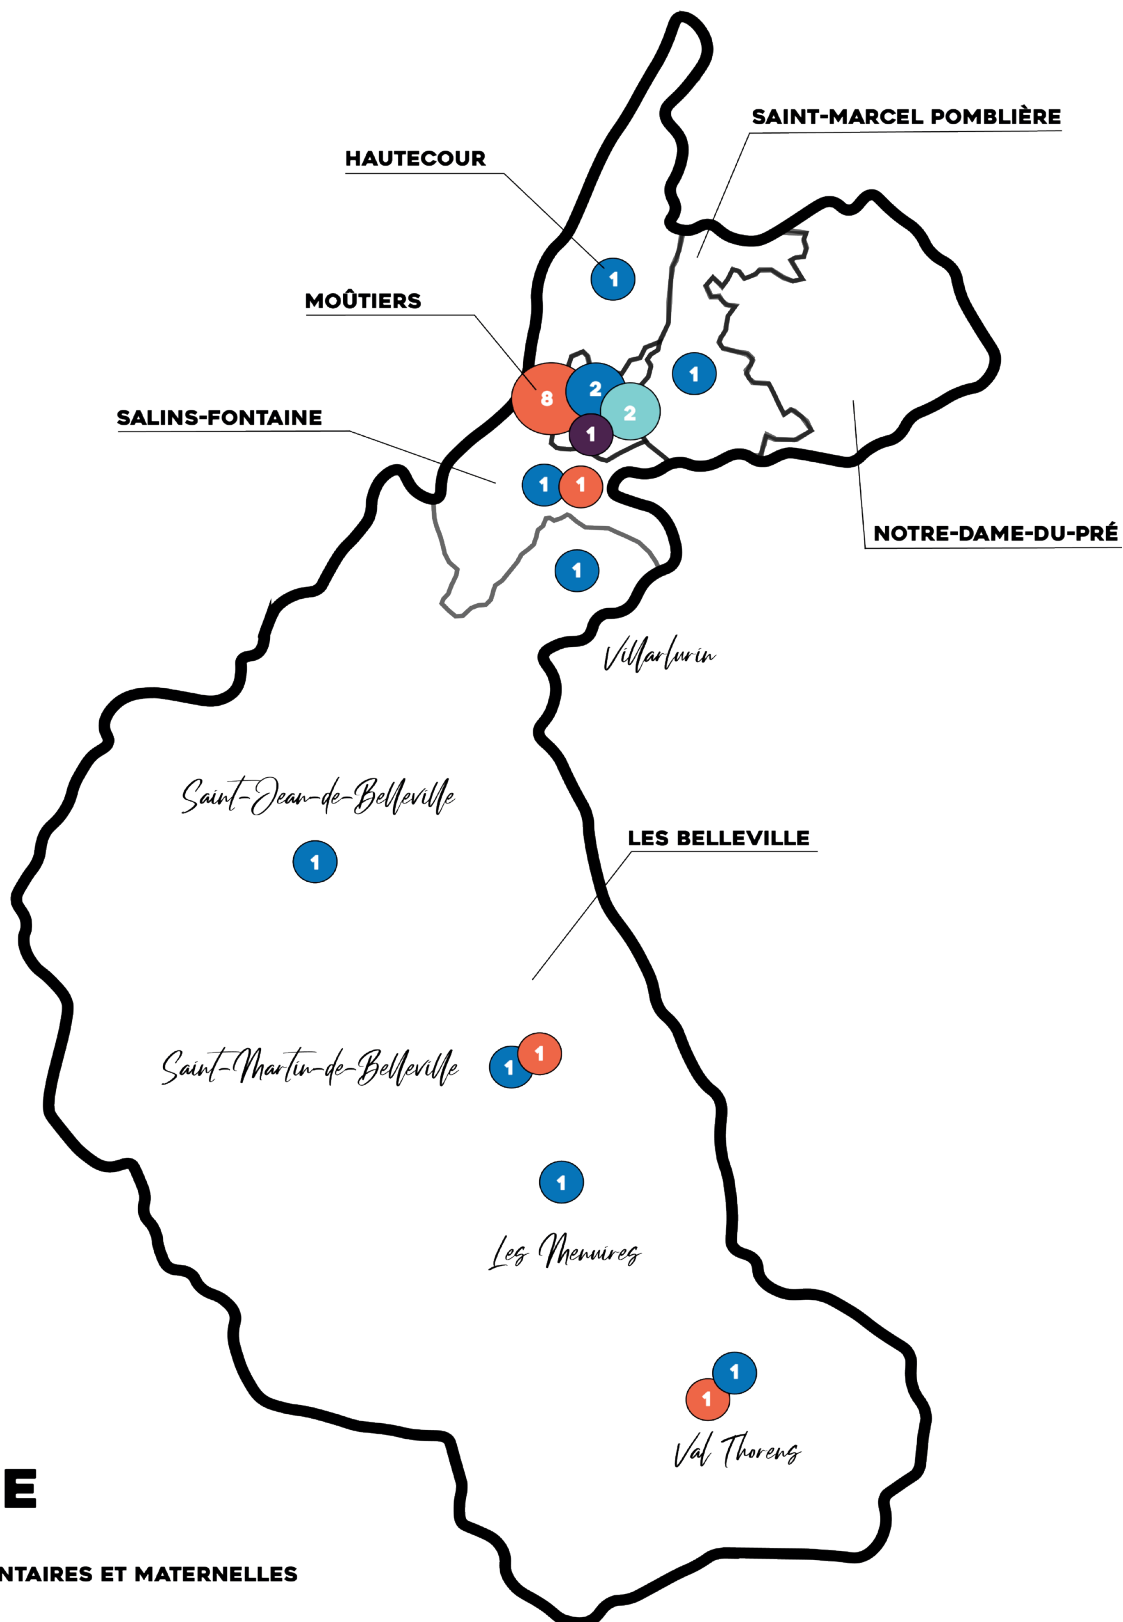 SAINT-MARCEL POMBLIÈRE
HAUTECOUR
1
MOÛTIERS
1
8
2
2
SALINS-FONTAINE
1
1
1
NOTRE-DAME-DU-PRÉ
1
Villarlurin
Saint-Jean-de-Belleville
LES BELLEVILLE
1
1
Saint-Martin-de-Belleville
1
1
Les Menuires
1
1
Val Thorens
E
NTAIRES ET MATERNELLES